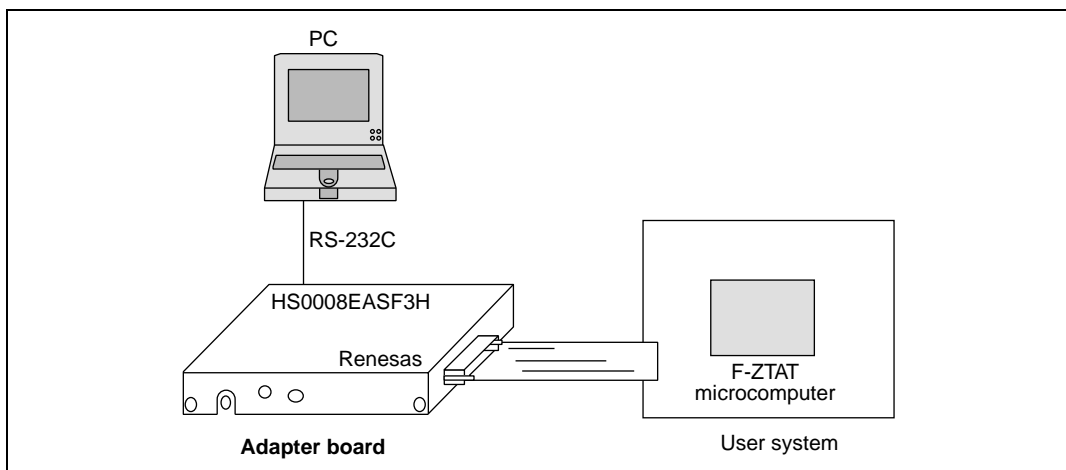 PC
RS-232C
HS0008EASF3H
Renesas
Adapter board
F-ZTAT
microcomputer
User system